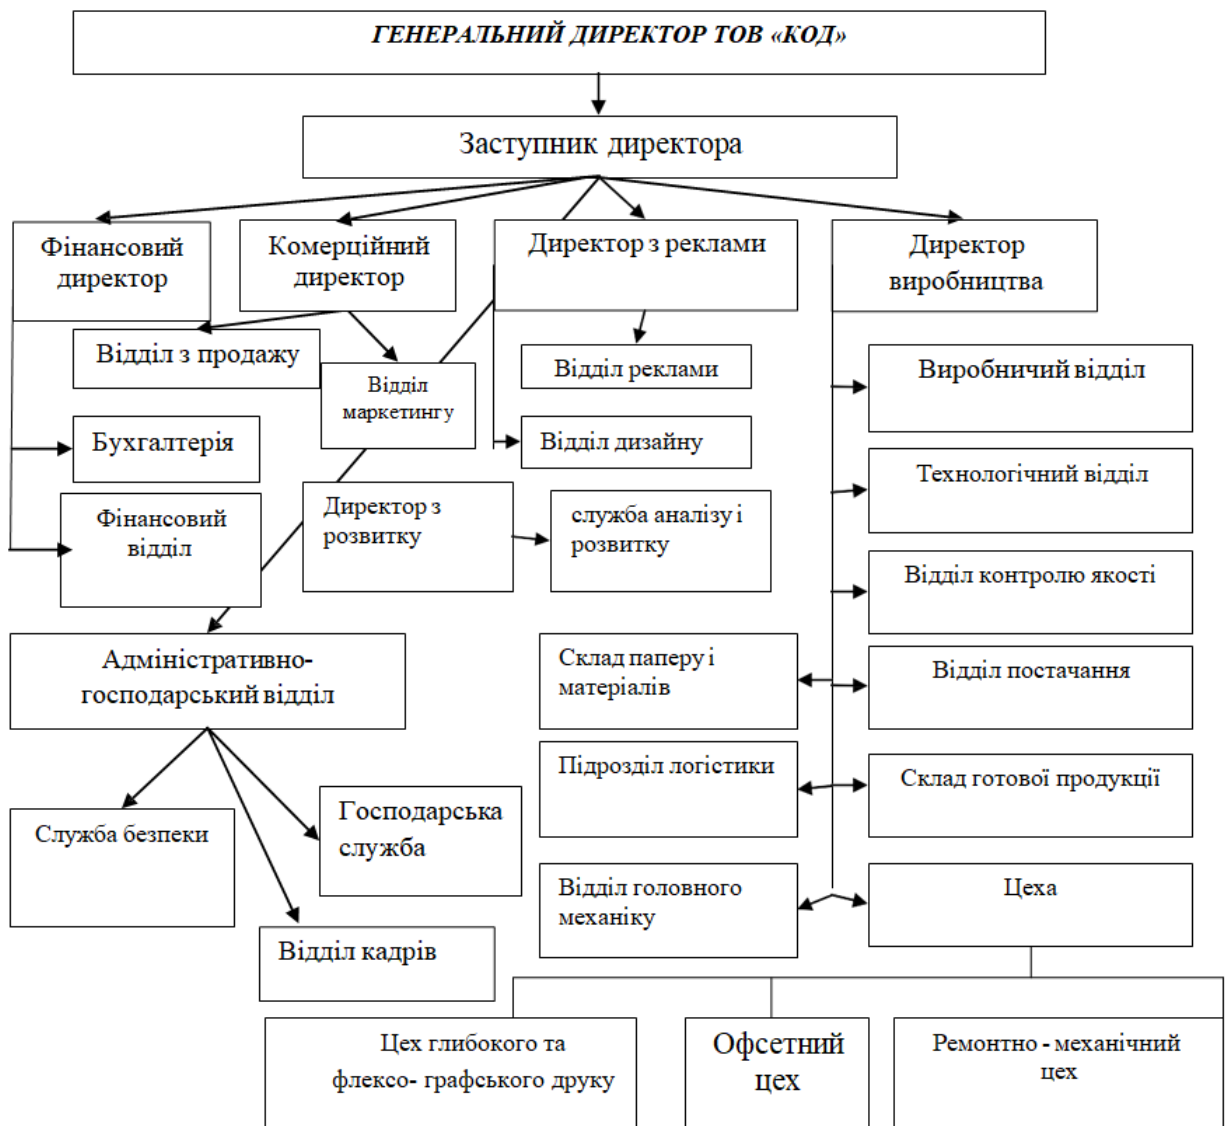 ГЕНЕРАЛЬНИЙ ДИРЕКТОР ТОВ «КОД»
Заступник директора
Фінансовий
директор
Комерційний
директор
Директор з реклами
Директор
виробництва
Відділ з продажу
Відділ
маркетингу
Відділ реклами
Виробничий відділ
Бухгалтерія
Відділ дизайну
Технологічний відділ
Фінансовий
відділ
Директор з
розвитку
служба аналізу і
розвитку
Відділ контролю якості
Адміністративно-
господарський відділ
Склад паперу і
матеріалів
Відділ постачання
Підрозділ логістики
Склад готової продукції
Служба безпеки
Господарська
служба
Відділ головного
механіку
Цеха
Відділ кадрів
Цех глибокого та
флексо- графського друку
Офсетний
цех
Ремонтно - механічний
цех